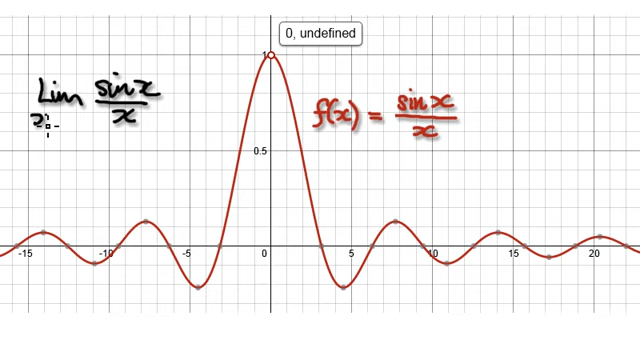 0, undefined
1
Lim sin x / x
x
f(x) = sin x / x
0.5
-15 -10 -5 0 5 10 15 20